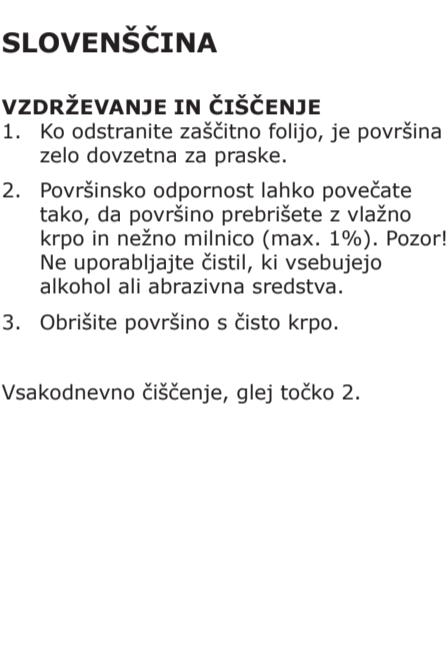 SLOVENŠČINA
VZDRŽEVANJE IN ČIŠČENJE
1. Ko odstranite zaščitno folijo, je površina
zelo dovzetna za praske.
2. Površinsko odpornost lahko povečate
tako, da površino prebrišete z vlažno
krpo in nežno milnico (max. 1%). Pozor!
Ne uporabljajte čistil, ki vsebujejo
alkohol ali abrazivna sredstva.
3. Obrišite površino s čisto krpo.
Vsakodnevno čiščenje, glej točko 2.